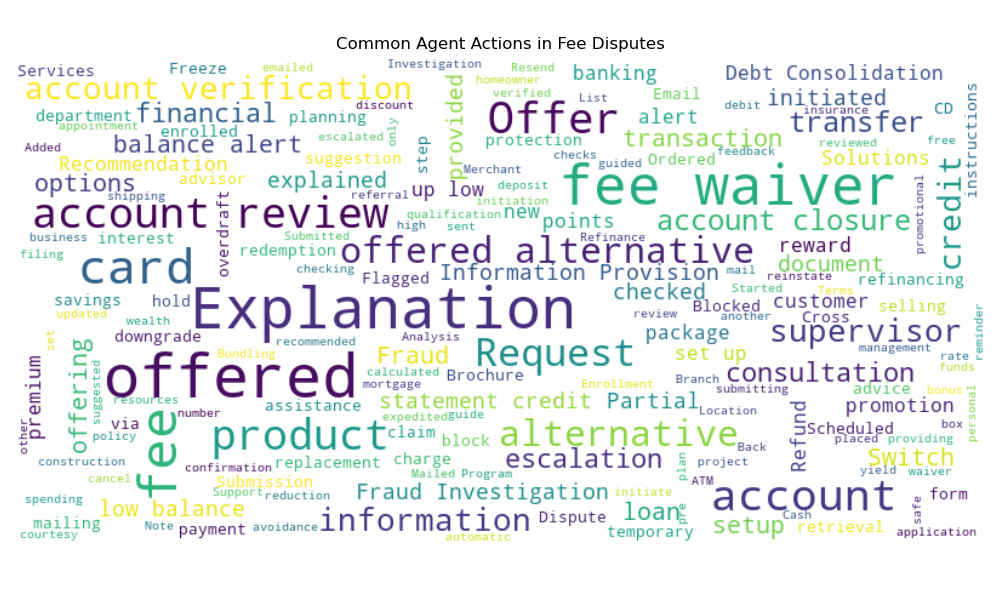 Common Agent Actions in Fee Disputes
Services
Freeze
emailed
Investigation
Resend
homeowner
banking
Debt Consolidation
account verification
verified
List
Email
debit
initiated
insurance
CD
department
financial
planning
discount
provided
Offer
alert
transfer
instructions
appointment
enrolled
escalated
only
step
protection
transaction
feedback
reviewed
free
Added
balance alert
suggestion
checks
guided
Ordered
Solutions
Recommendation
advisor
explained
Merchant
options
shipping
referral
up low
deposit
initiation
fee waiver
promotional
credit
account review
overdraft
qualification
new
points
account closure
business
interest
Submitted
high
sent
Refinance
reward
filing
redemption
offered alternative
document
card
checking
Flagged
Information Provision
mail
reinstate
refinancing
savings
hold
Explanation
checked
Started
Terms
Blocked
customer
selling
updated
wealth
review
another
Cross
reminder
set
downgrade
recommended
Analysis
package
supervisor
management
premium
offering
suggested
offered
Bundling
Fraud
Request
set up
rate
funds
calculated
mortgage
Brochure
Enrollment
Branch
consultation
submitting
advice
bonus
resources
number
assistance
statement credit
Partial
Location
promotion
personal
other
via
policy
fee
product
expedited
guide
claim
block
alternative
Back
Refund
Scheduled
placed
providing
box
construction
confirmation
replacement
charge
escalation
plan
project
Switch
cancel
Submission
Mailed
Program
ATM
yield
waiver
spending
Support
reduction
Fraud Investigation
initiate
account
safe
form
low balance
information
loan
pre
mailing
Note
payment
avoidance
Dispute
temporary
setup
Cash
retrieval
courtesy
automatic
application